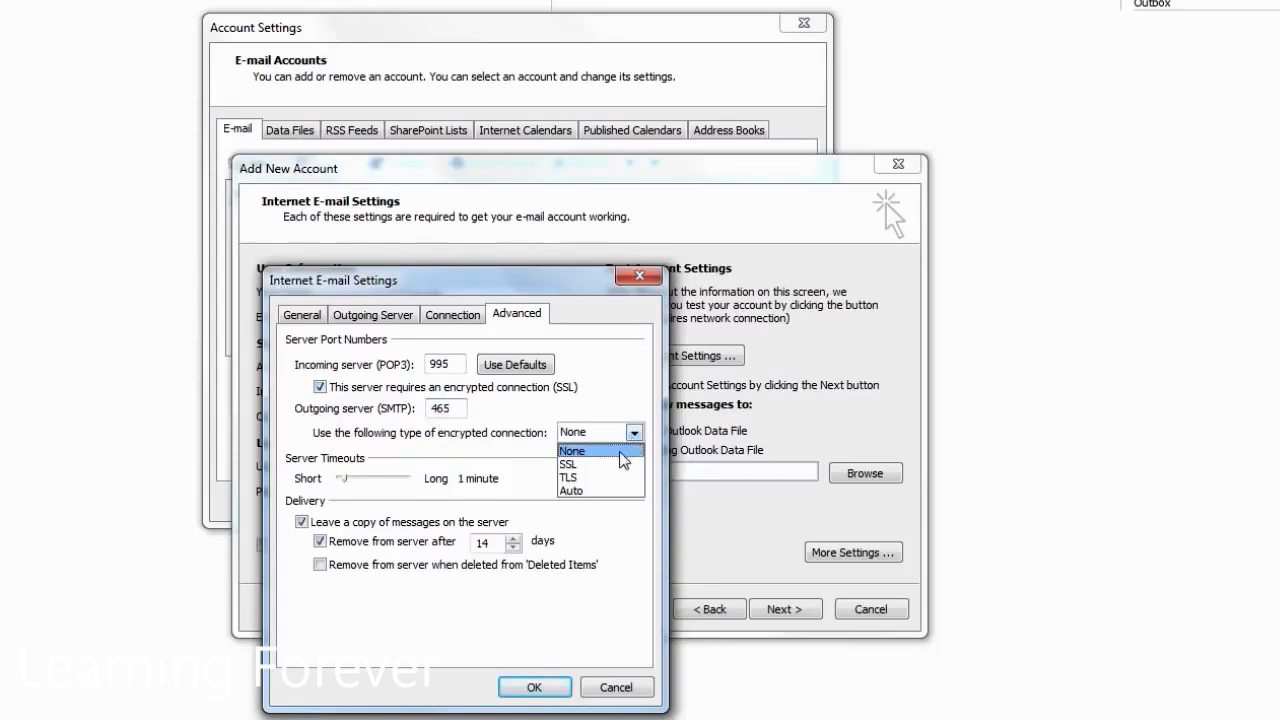 Outbox
Account Settings
E-mail Accounts
You can add or remove an account. You can select an account and change its settings.
E-mail Data Files RSS Feeds SharePoint Lists Internet Calendars Published Calendars Address Books
Add New Account
Internet E-mail Settings
Each of these settings are required to get your e-mail account working.
Settings
Internet E-mail Settings
the information on this screen, we
you test your account by clicking the button
network connection)
General Outgoing Server Connection Advanced
Server Port Numbers
Incoming server (POP3): 995 Use Defaults
Settings ...
This server requires an encrypted connection (SSL)
Account Settings by clicking the Next button
Outgoing server (SMTP): 465
messages to:
Use the following type of encrypted connection: None
Outlook Data File
None
Outlook Data File
Server Timeouts
SSL
Short Long 1 minute
TLS
Browse
Auto
Delivery
Leave a copy of messages on the server
Remove from server after 14 days
More Settings ...
Remove from server when deleted from 'Deleted Items'
< Back Next > Cancel
Learning Forever
OK Cancel